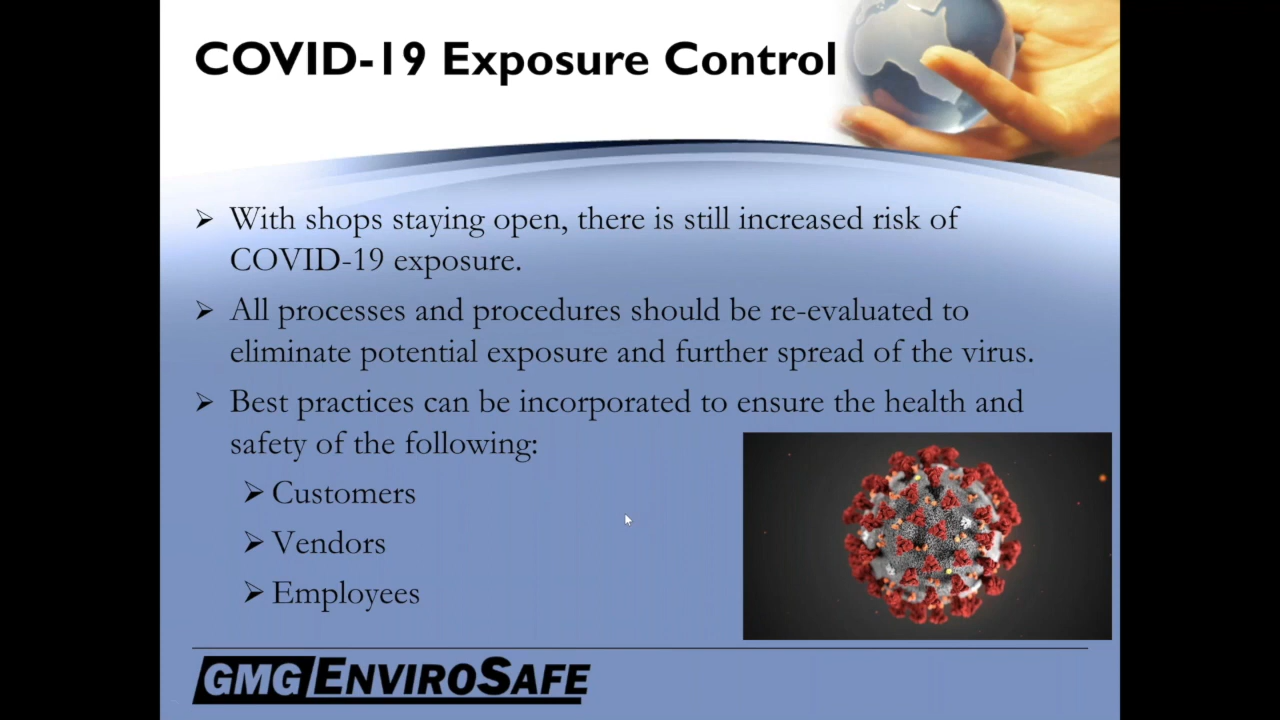 COVID-19 Exposure Control
➢ With shops staying open, there is still increased risk of
COVID-19 exposure.
➢ All processes and procedures should be re-evaluated to
eliminate potential exposure and further spread of the virus.
➢ Best practices can be incorporated to ensure the health and
safety of the following:
➢ Customers
➢ Vendors
➢ Employees
GMG ENVIROSAFE